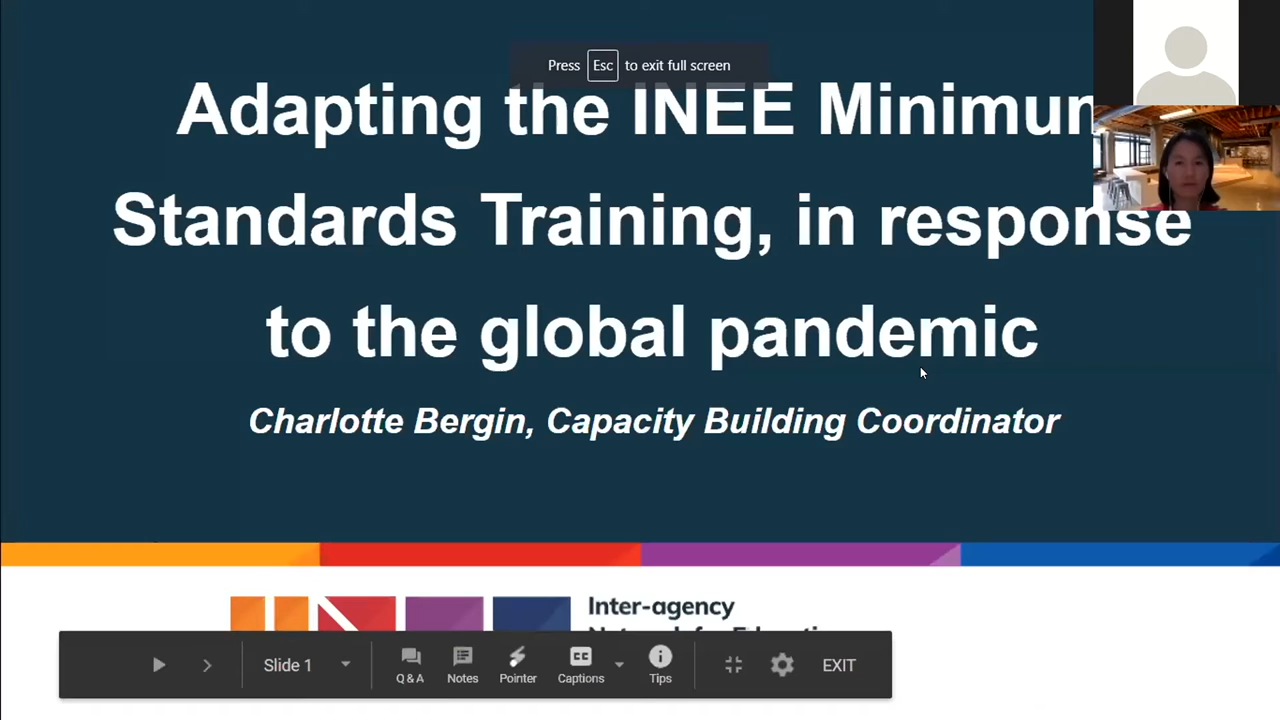 Press Esc to exit full screen
Adapting the INEE
Standards Training, in response
to the global pandemic
Charlotte Bergin, Capacity Building Coordinator
Inter-agency
Slide 1
Q & A
Notes
Pointer
CC
Captions
Tips
EXIT